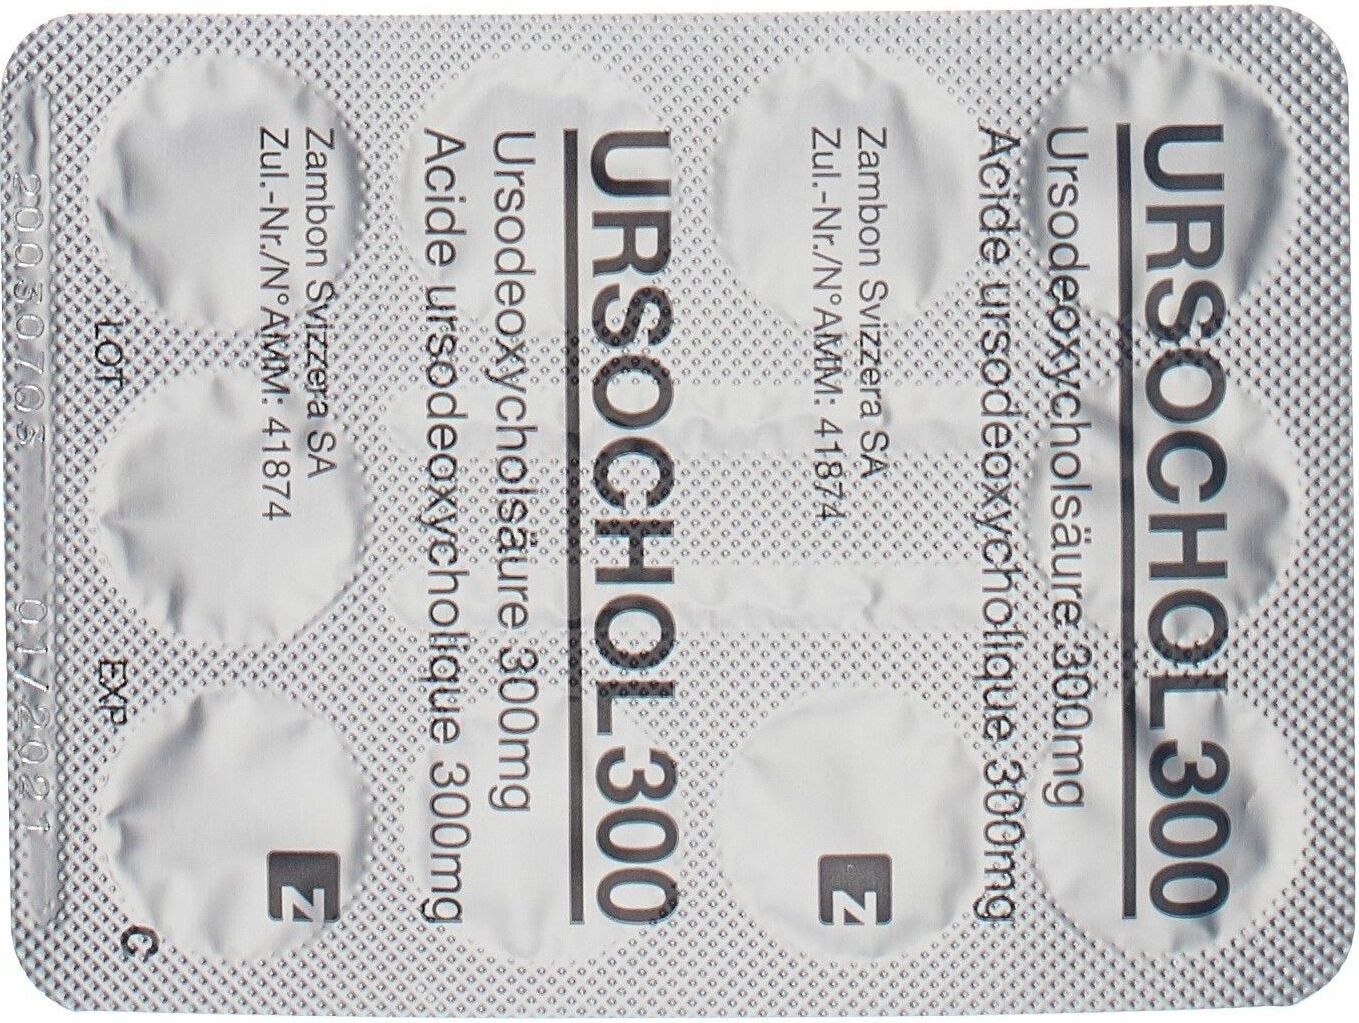 URSOCHOL 300
Ursodeoxycholsäure 300mg
Acide ursodeoxycholique 300mg
Zambon Svizzera SA
Zul.-Nr./N° AMM: 41874
Z
URSOCHOL 300
Ursodeoxycholsäure 300mg
Acide ursodeoxycholique 300mg
Zambon Svizzera SA
Zul.-Nr./N° AMM: 41874
Z
LOT EXP C
20030705 01/2021